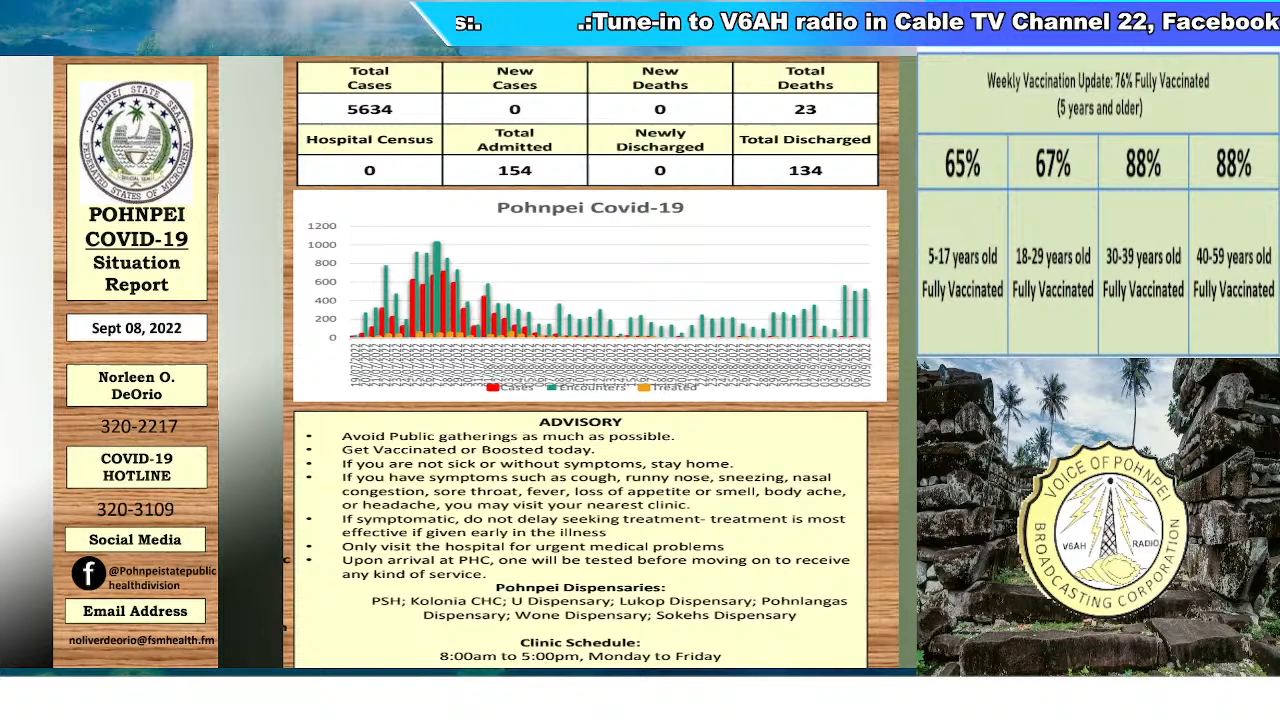 s:. .:Tune-in to V6AH radio in Cable TV Channel 22, Facebook
POHNPEI STATE SEAL
FEDERATED STATES OF MICRONESIA
POHNPEI
COVID-19
Situation
Report
Sept 08, 2022
Norleen O.
DeOrio
320-2217
COVID-19
HOTLINE
320-3109
Social Media
f
@Pohnpeistatepublic
healthdivision
Email Address
noliverdeorio@fsmhealth.fm
Total Cases New Cases New Deaths Total Deaths
5634 0 0 23
Hospital Census Total Admitted Newly Discharged Total Discharged
0 154 0 134
Pohnpei Covid-19
1200
1000
800
600
400
200
0
Cases Encounters Treated
ADVISORY
• Avoid Public gatherings as much as possible.
• Get Vaccinated or Boosted today.
• If you are not sick or without symptoms, stay home.
• If you have symptoms such as cough, runny nose, sneezing, nasal
congestion, sore throat, fever, loss of appetite or smell, body ache,
or headache, you may visit your nearest clinic.
• If symptomatic, do not delay seeking treatment- treatment is most
effective if given early in the illness
• Only visit the hospital for urgent medical problems
• Upon arrival at PHC, one will be tested before moving on to receive
any kind of service.
Pohnpei Dispensaries:
PSH; Kolonia CHC; U Dispensary; Lukop Dispensary; Pohnlangas
Dispensary; Wone Dispensary; Sokehs Dispensary
Clinic Schedule:
8:00am to 5:00pm, Monday to Friday
Weekly Vaccination Update: 76% Fully Vaccinated
(5 years and older)
65% 67% 88% 88%
5-17 years old 18-29 years old 30-39 years old 40-59 years old
Fully Vaccinated Fully Vaccinated Fully Vaccinated Fully Vaccinated
VOICE OF POHNPEI
V6AH RADIO
BROADCASTING CORPORATION